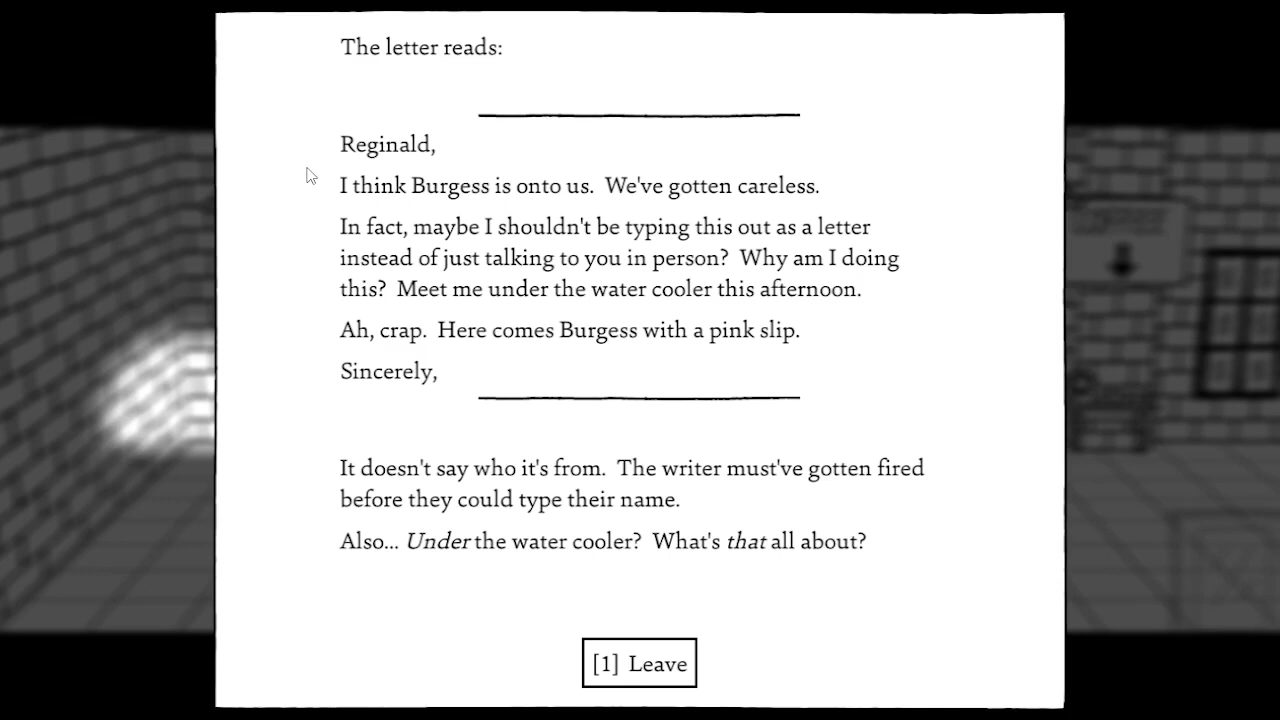 The letter reads:
Reginald,
I think Burgess is onto us.  We've gotten careless.
In fact, maybe I shouldn't be typing this out as a letter
instead of just talking to you in person?  Why am I doing
this?  Meet me under the water cooler this afternoon.
Ah, crap.  Here comes Burgess with a pink slip.
Sincerely,
It doesn't say who it's from.  The writer must've gotten fired
before they could type their name.
Also... Under the water cooler?  What's that all about?
[1] Leave